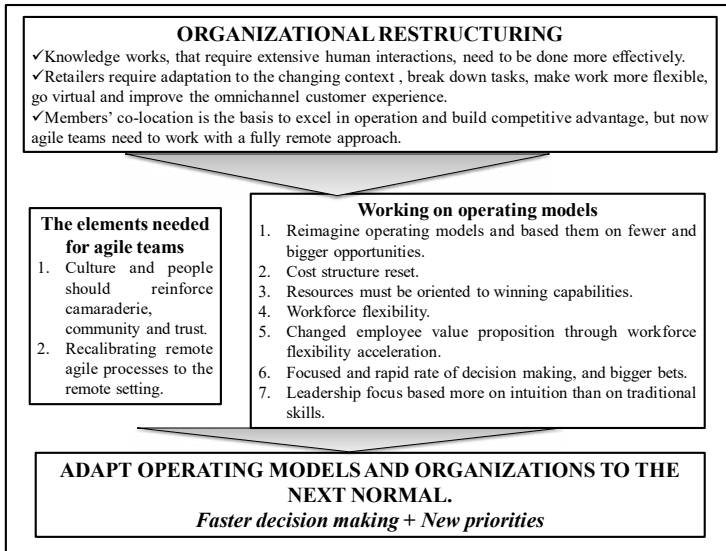 ORGANIZATIONAL RESTRUCTURING
✓Knowledge works, that require extensive human interactions, need to be done more effectively.
✓Retailers require adaptation to the changing context , break down tasks, make work more flexible,
go virtual and improve the omnichannel customer experience.
✓Members' co-location is the basis to excel in operation and build competitive advantage, but now
agile teams need to work with a fully remote approach.
The elements needed
for agile teams
1. Culture and people
should reinforce
camaraderie,
community and trust.
2. Recalibrating remote
agile processes to the
remote setting.
Working on operating models
1. Reimagine operating models and based them on fewer and
bigger opportunities.
2. Cost structure reset.
3. Resources must be oriented to winning capabilities.
4. Workforce flexibility.
5. Changed employee value proposition through workforce
flexibility acceleration.
6. Focused and rapid rate of decision making, and bigger bets.
7. Leadership focus based more on intuition than on traditional
skills.
ADAPT OPERATING MODELS AND ORGANIZATIONS TO THE
NEXT NORMAL.
Faster decision making + New priorities